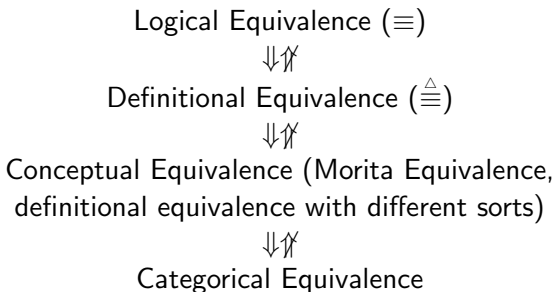 Logical Equivalence (≡)
⇓⇑̸
Definitional Equivalence (≜)
⇓⇑̸
Conceptual Equivalence (Morita Equivalence,
definitional equivalence with different sorts)
⇓⇑̸
Categorical Equivalence